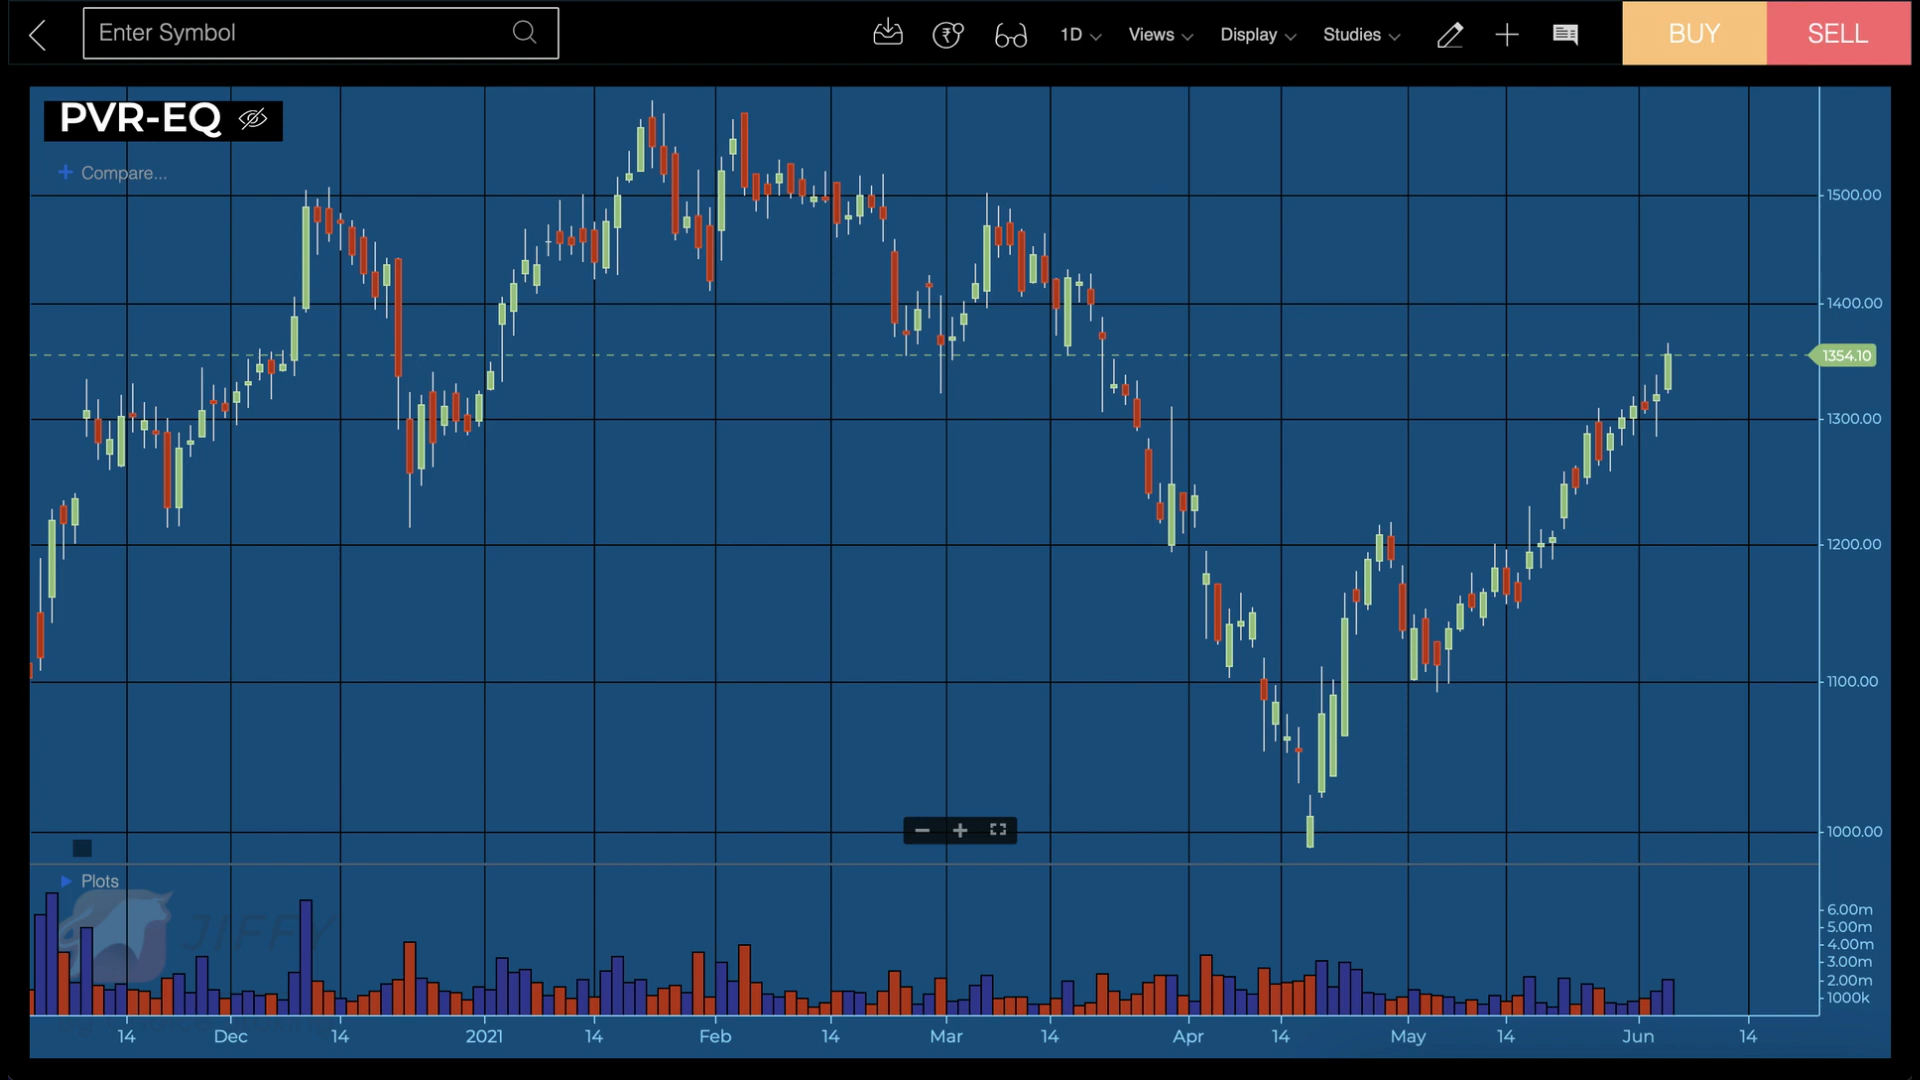 Enter Symbol
1D Views Display Studies BUY SELL
PVR-EQ
Compare...
1500.00
1400.00
1354.10
1300.00
1200.00
1100.00
1000.00
Plots
JIFFY
6.00m
5.00m
4.00m
3.00m
2.00m
1000k
14 Dec 14 2021 14 Feb 14 Mar 14 Apr 14 May 14 Jun 14